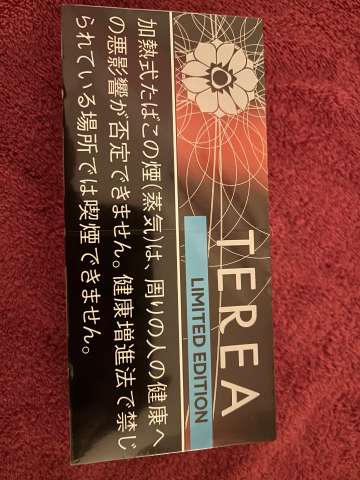 TEREA
LIMITED EDITION
加熱式たばこの煙(蒸気)は、周りの人の健康へ
の悪影響が否定できません。健康増進法で禁じ
られている場所では喫煙できません。